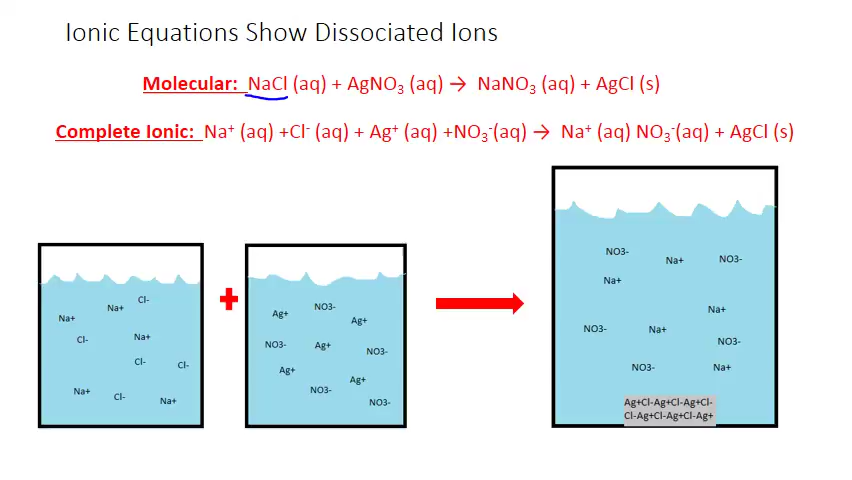 Ionic Equations Show Dissociated Ions
Molecular: NaCl (aq) + AgNO₃ (aq) → NaNO₃ (aq) + AgCl (s)
Complete Ionic: Na⁺ (aq) +Cl⁻ (aq) + Ag⁺ (aq) +NO₃⁻(aq) → Na⁺ (aq) NO₃⁻(aq) + AgCl (s)
Cl-
Na+
Na+
Cl-
Na+
Cl-
Cl-
Na+
Cl-
Na+
+
NO3-
Ag+
Ag+
NO3-
Ag+
NO3-
Ag+
Ag+
NO3-
NO3-
NO3-
Na+
NO3-
Na+
Na+
NO3-
Na+
NO3-
NO3-
Na+
Ag+Cl-Ag+Cl-Ag+Cl-
Cl-Ag+Cl-Ag+Cl-Ag+